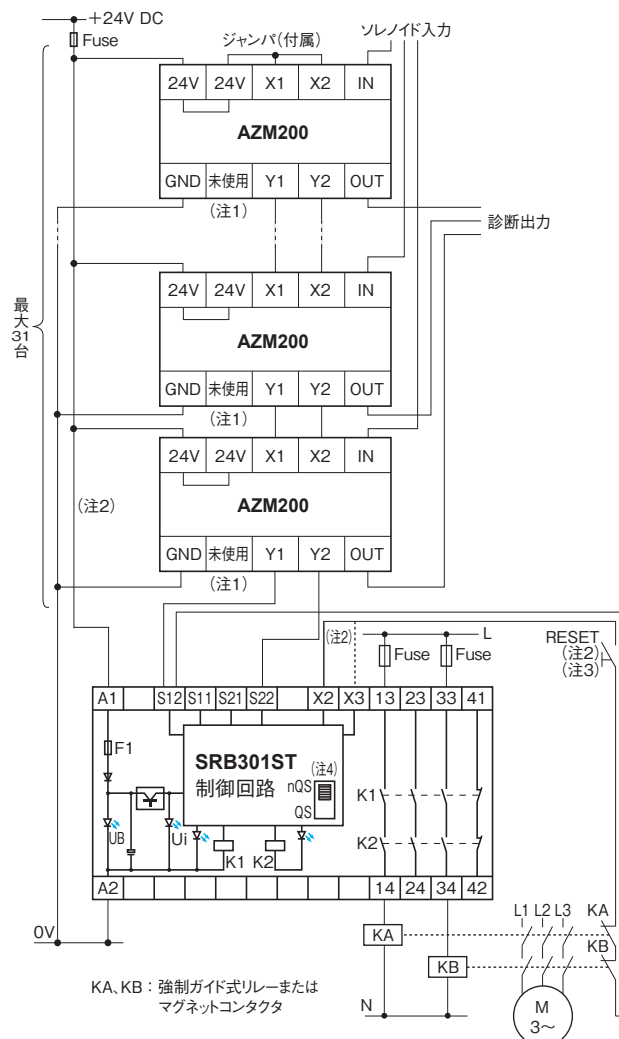 +24V DC
Fuse
ジャンパ(付属)
ソレノイド入力
24V 24V X1 X2 IN
AZM200
GND 未使用 Y1 Y2 OUT
(注1)
診断出力
最大31台
24V 24V X1 X2 IN
AZM200
GND 未使用 Y1 Y2 OUT
(注1)
24V 24V X1 X2 IN
(注2)
AZM200
GND 未使用 Y1 Y2 OUT
(注1)
(注2)
L
Fuse Fuse
RESET
(注2)
(注3)
A1 S12 S11 S21 S22 X2 X3 13 23 33 41
F1
SRB301ST
制御回路
(注4)
nQS
QS
UB
Ui
K1 K2
K1
K2
A2 14 24 34 42
0V
KA
KB
L1 L2 L3
KA
KB
N
M
3～
KA、KB：強制ガイド式リレーまたは
マグネットコンタクタ